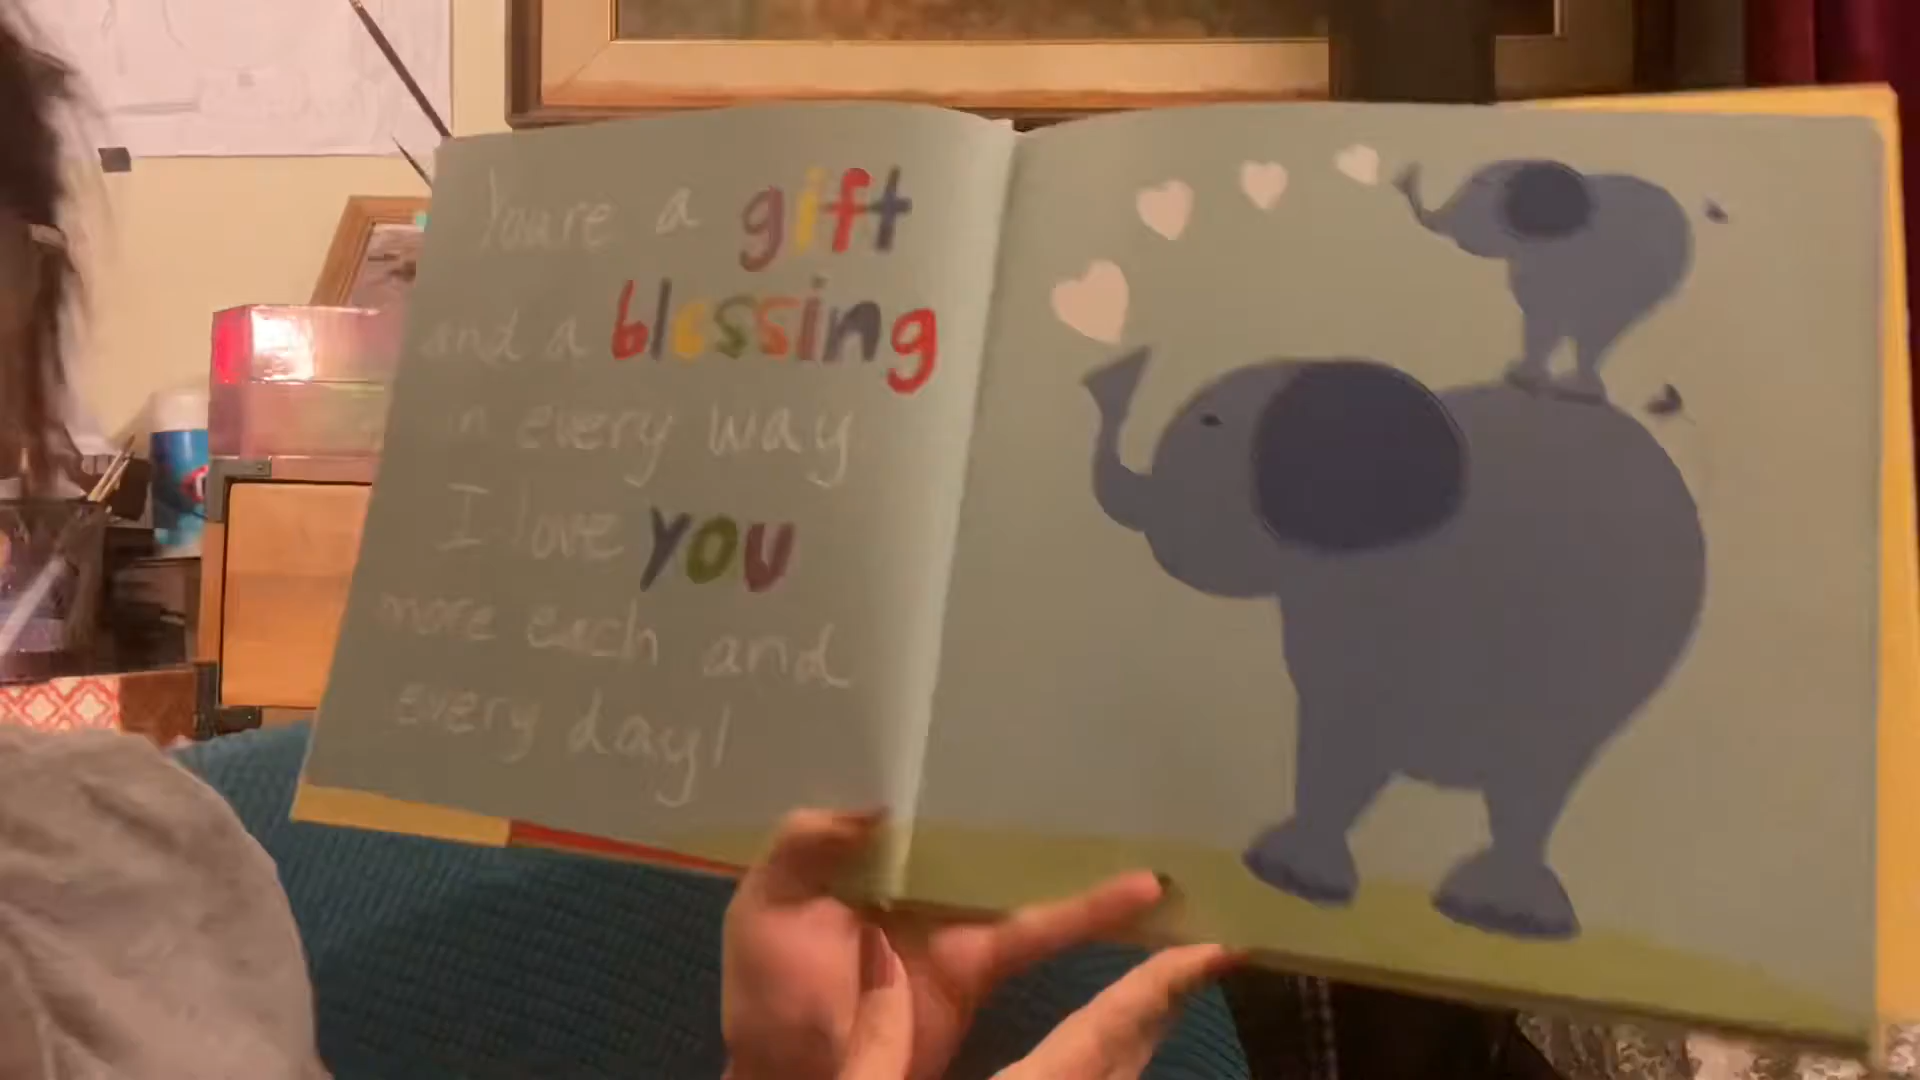 You're a gift
and a blessing
in every way
I love you
more each and
every day!